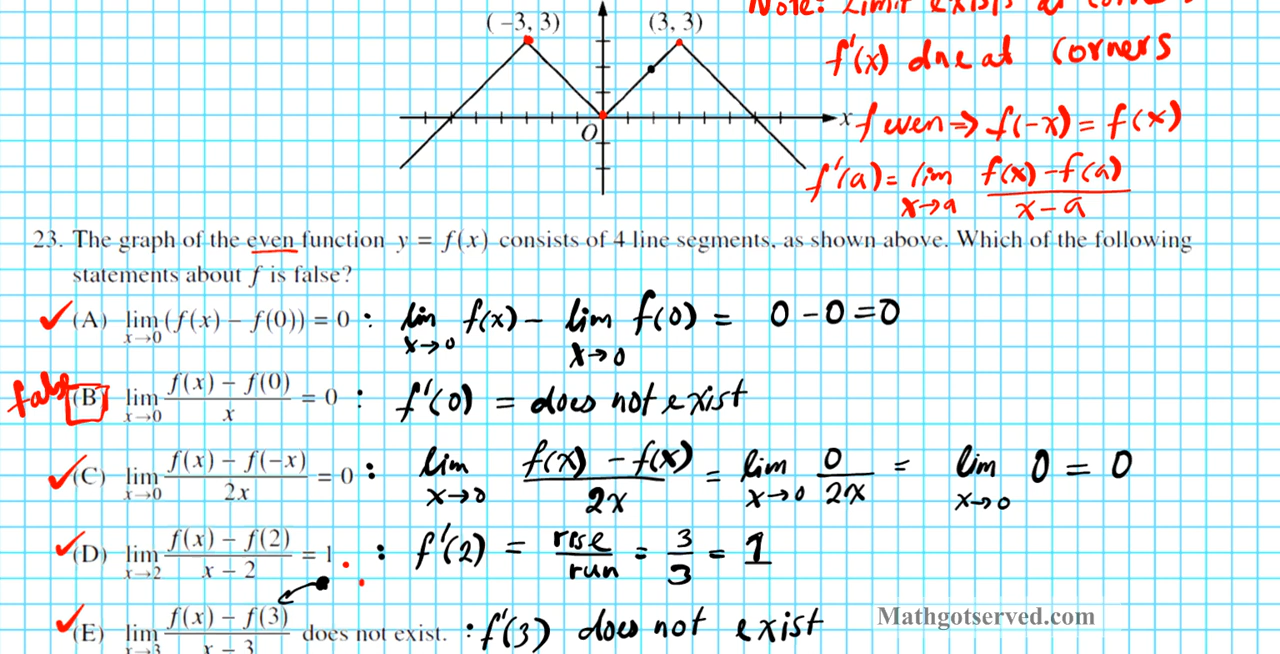 Note: Limit exists at corners
(−3, 3)
(3, 3)
f'(x) dne at corners
x
O
f even ⇒ f(-x) = f(x)
f'(a) = lim x→a f(x) - f(a) / x - a
23. The graph of the even function y = f(x) consists of 4 line segments, as shown above. Which of the following
statements about f is false?
(A) lim x→0 (f(x) − f(0)) = 0 : lim x→0 f(x) - lim x→0 f(0) = 0 - 0 = 0
false (B) lim x→0 f(x) − f(0) / x = 0 : f'(0) = does not exist
(C) lim x→0 f(x) − f(−x) / 2x = 0 : lim x→0 f(x) - f(x) / 2x = lim x→0 0 / 2x = lim x→0 0 = 0
(D) lim x→2 f(x) − f(2) / x − 2 = 1 : f'(2) = rise / run = 3 / 3 = 1
(E) lim x→3 f(x) − f(3) / x − 3 does not exist. : f'(3) does not exist
Mathgotserved.com